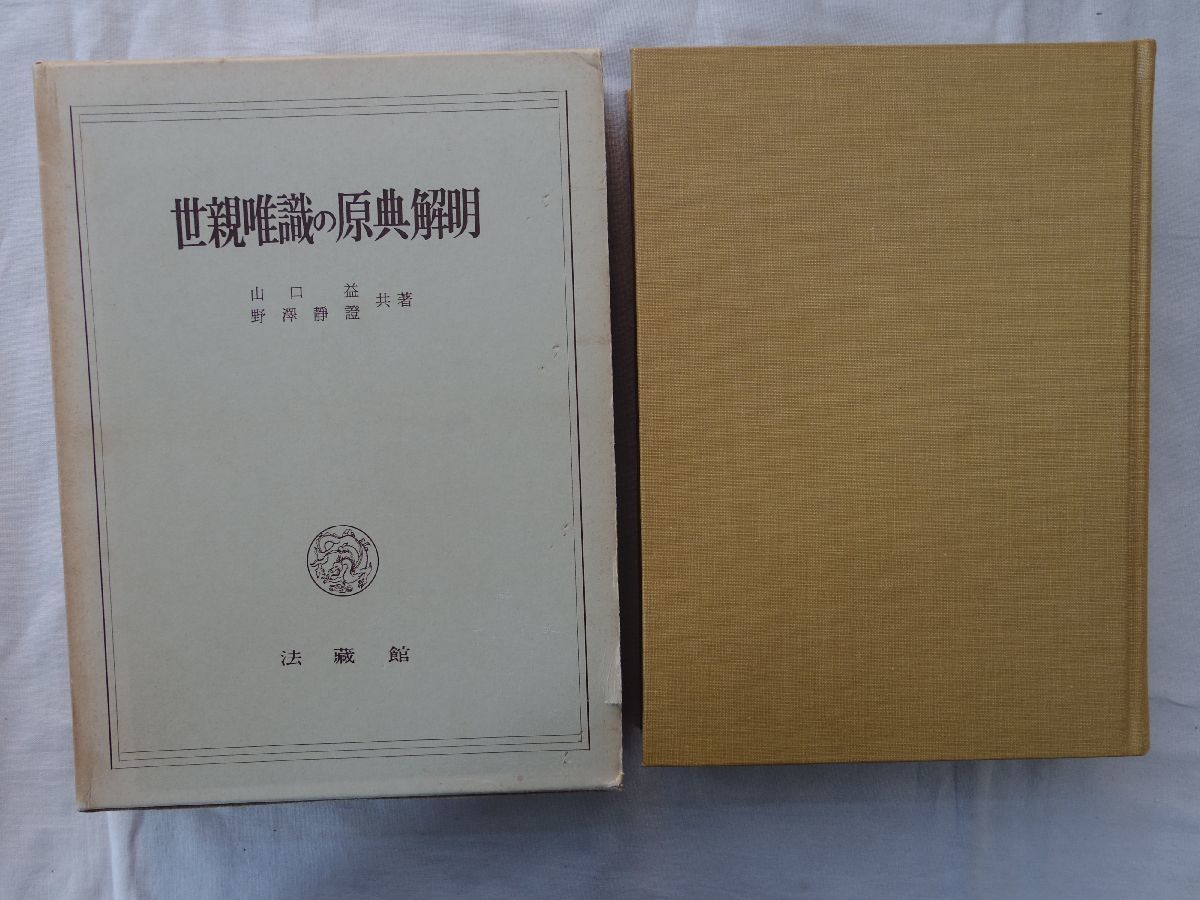 世親唯識の原典解明
山口益
野澤靜證 共著
法藏館